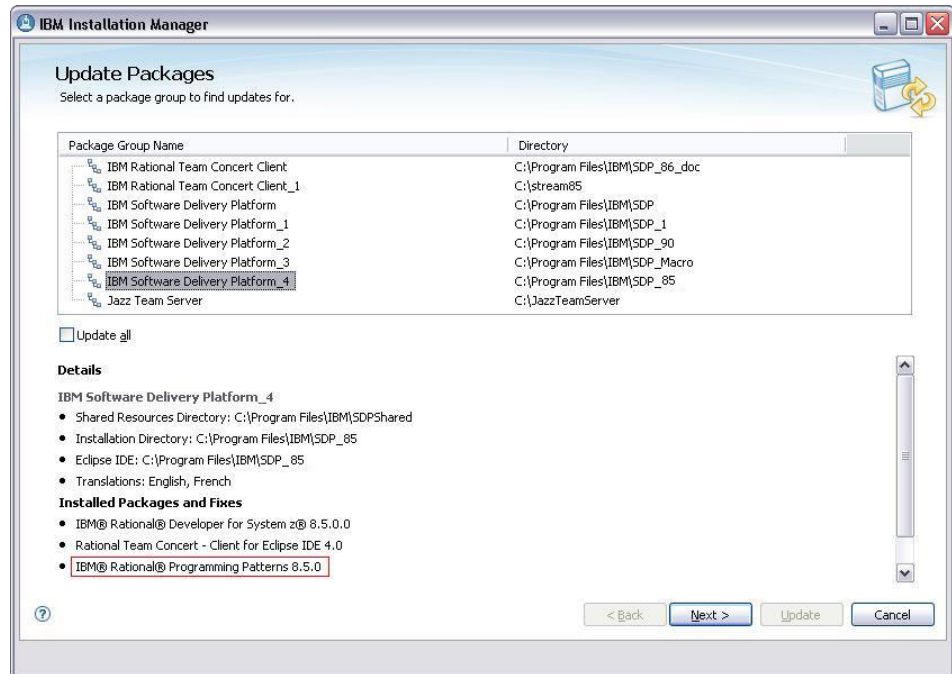 IBM Installation Manager
Update Packages
Select a package group to find updates for.
Package Group Name Directory
IBM Rational Team Concert Client C:\Program Files\IBM\SDP_86_doc
IBM Rational Team Concert Client_1 C:\stream85
IBM Software Delivery Platform C:\Program Files\IBM\SDP
IBM Software Delivery Platform_1 C:\Program Files\IBM\SDP_1
IBM Software Delivery Platform_2 C:\Program Files\IBM\SDP_90
IBM Software Delivery Platform_3 C:\Program Files\IBM\SDP_Macro
IBM Software Delivery Platform_4 C:\Program Files\IBM\SDP_85
Jazz Team Server C:\JazzTeamServer
Update all
Details
IBM Software Delivery Platform_4
• Shared Resources Directory: C:\Program Files\IBM\SDPShared
• Installation Directory: C:\Program Files\IBM\SDP_85
• Eclipse IDE: C:\Program Files\IBM\SDP_85
• Translations: English, French
Installed Packages and Fixes
• IBM® Rational® Developer for System z® 8.5.0.0
• Rational Team Concert - Client for Eclipse IDE 4.0
• IBM® Rational® Programming Patterns 8.5.0
? < Back Next > Update Cancel